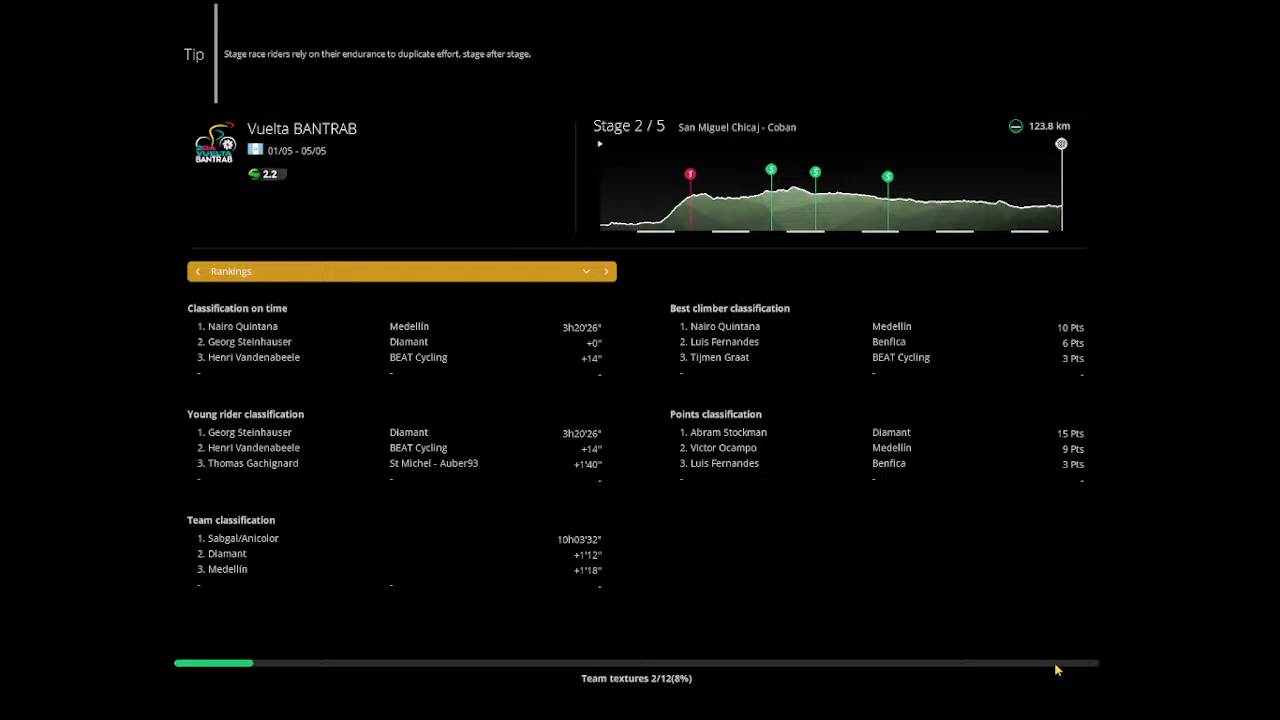 Tip
Stage race riders rely on their endurance to duplicate effort, stage after stage.
Vuelta BANTRAB
01/05 - 05/05
2.2
VUELTA
BANTRAB
Stage 2 / 5 San Miguel Chicaj - Coban 123.8 km
1 S S S
Rankings
Classification on time
1. Nairo Quintana Medellín 3h20'26"
2. Georg Steinhauser Diamant +0"
3. Henri Vandenabeele BEAT Cycling +14"
- - -
Best climber classification
1. Nairo Quintana Medellín 10 Pts
2. Luis Fernandes Benfica 6 Pts
3. Tijmen Graat BEAT Cycling 3 Pts
- - -
Young rider classification
1. Georg Steinhauser Diamant 3h20'26"
2. Henri Vandenabeele BEAT Cycling +14"
3. Thomas Gachignard St Michel - Auber93 +1'40"
- - -
Points classification
1. Abram Stockman Diamant 15 Pts
2. Victor Ocampo Medellín 9 Pts
3. Luis Fernandes Benfica 3 Pts
- - -
Team classification
1. Sabgal/Anicolor 10h03'32"
2. Diamant +1'12"
3. Medellín +1'18"
- - -
Team textures 2/12(8%)